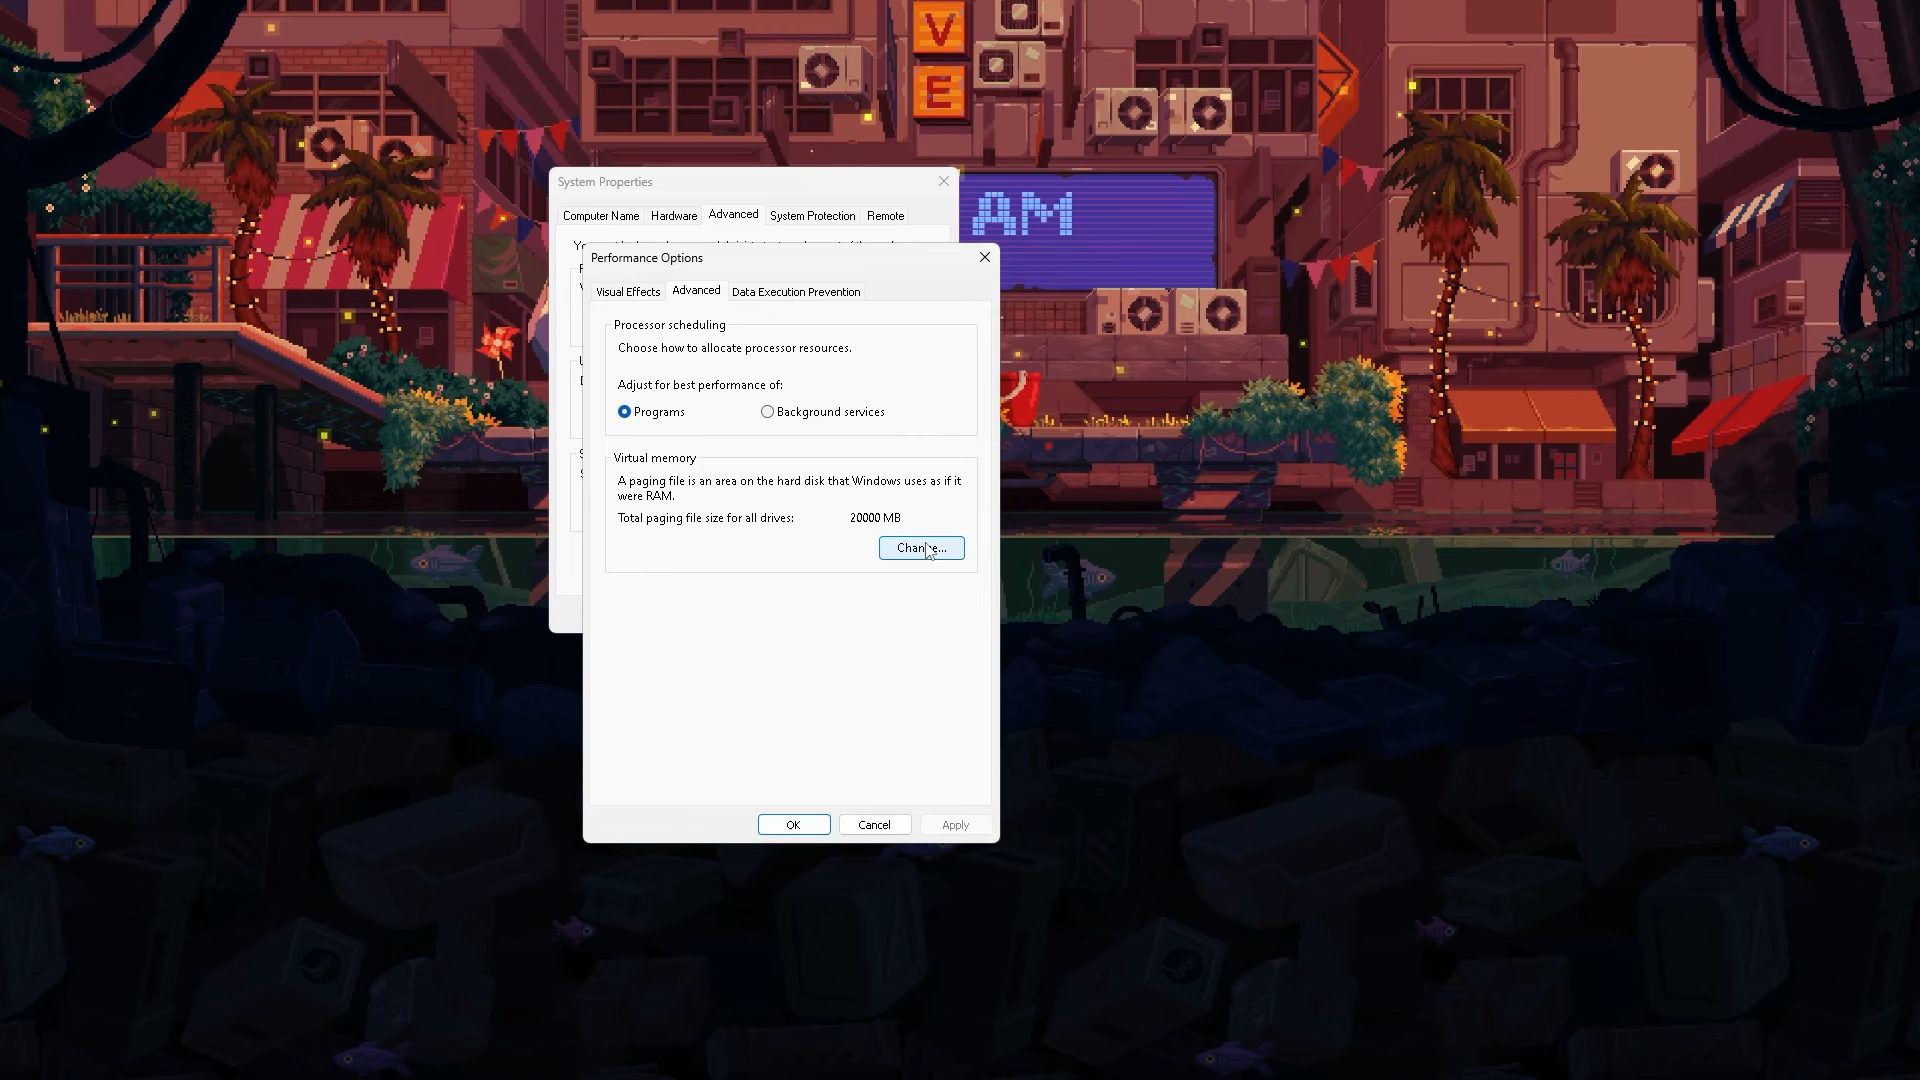 V
E
AM
System Properties
Computer Name
Hardware
Advanced
System Protection
Remote
Performance Options
Visual Effects
Advanced
Data Execution Prevention
Processor scheduling
Choose how to allocate processor resources.
Adjust for best performance of:
Programs
Background services
Virtual memory
A paging file is an area on the hard disk that Windows uses as if it
were RAM.
Total paging file size for all drives:
20000 MB
Change...
OK
Cancel
Apply